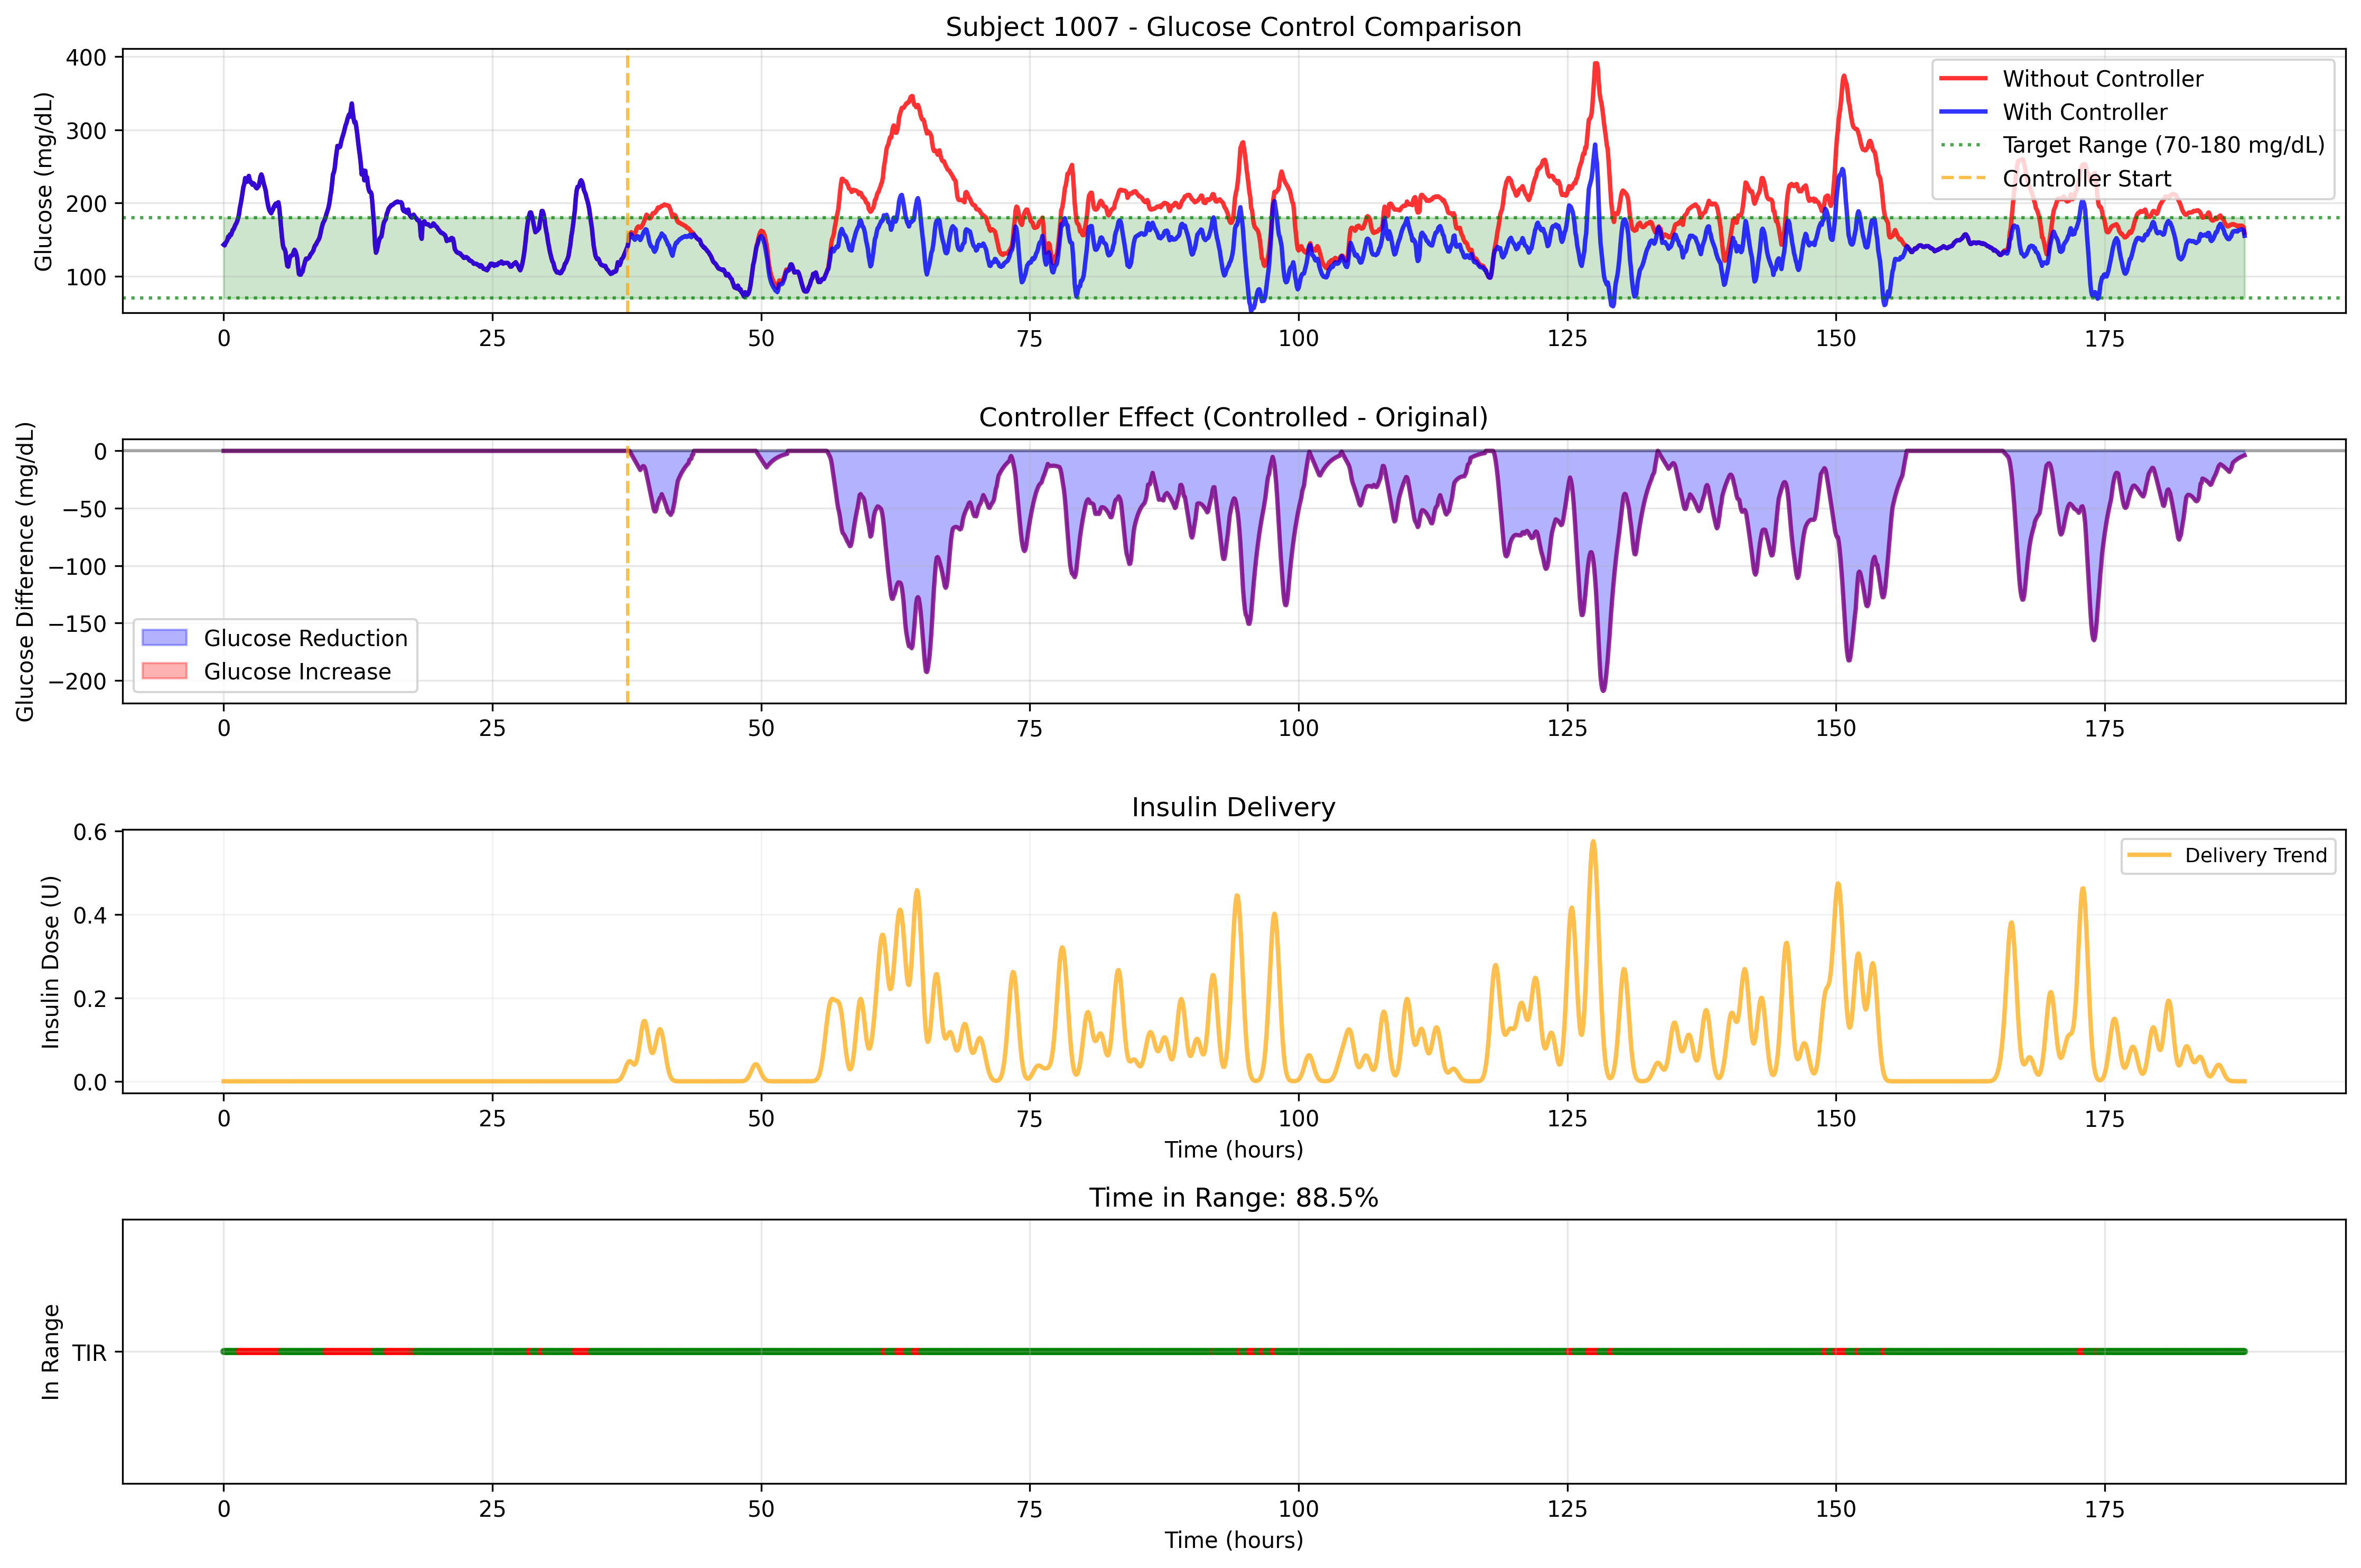 Subject 1007 - Glucose Control Comparison
Glucose (mg/dL)
400
300
200
100
Without Controller
With Controller
Target Range (70-180 mg/dL)
Controller Start
0 25 50 75 100 125 150 175
Controller Effect (Controlled - Original)
Glucose Difference (mg/dL)
0
−50
−100
−150
−200
Glucose Reduction
Glucose Increase
0 25 50 75 100 125 150 175
Insulin Delivery
Insulin Dose (U)
0.6
0.4
0.2
0.0
Delivery Trend
0 25 50 75 100 125 150 175
Time (hours)
Time in Range: 88.5%
In Range
TIR
0 25 50 75 100 125 150 175
Time (hours)